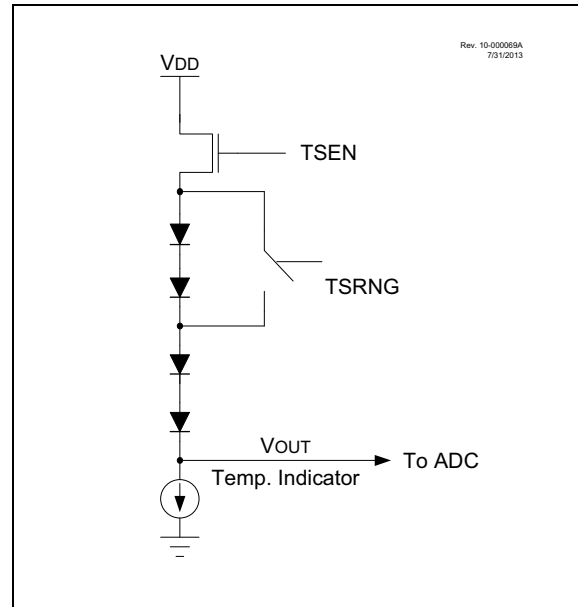 Rev. 10-000069A
7/31/2013
VDD
TSEN
TSRNG
VOUT
To ADC
Temp. Indicator